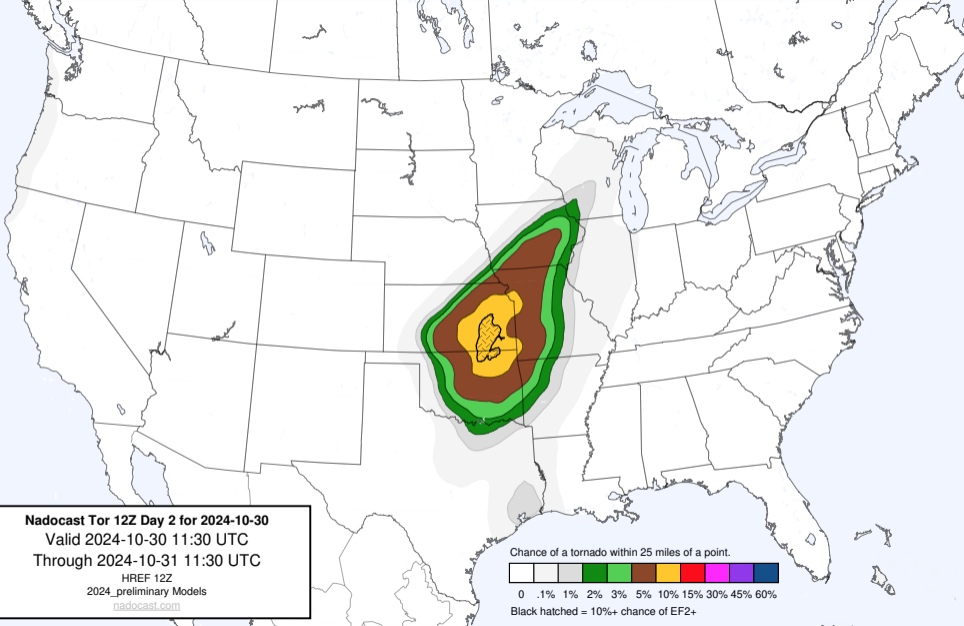 Nadocast Tor 12Z Day 2 for 2024-10-30
Valid 2024-10-30 11:30 UTC
Through 2024-10-31 11:30 UTC
HREF 12Z
2024_preliminary Models
nadocast.com
Chance of a tornado within 25 miles of a point.
0 .1% 1% 2% 3% 5% 10% 15% 30% 45% 60%
Black hatched = 10%+ chance of EF2+